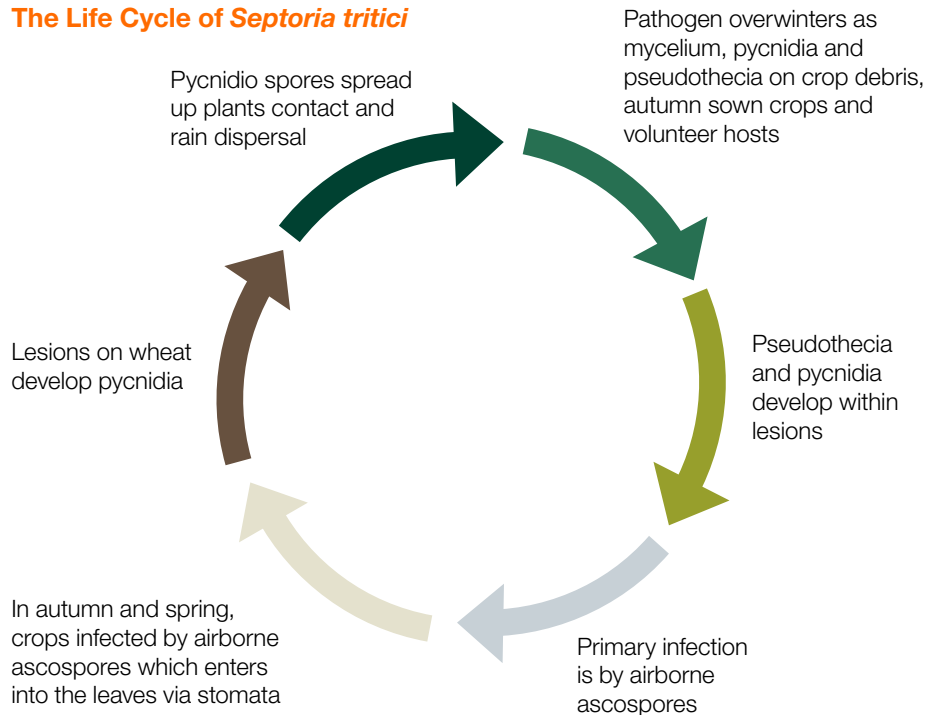 The Life Cycle of Septoria tritici
Pathogen overwinters as
mycelium, pycnidia and
pseudothecia on crop debris,
autumn sown crops and
volunteer hosts
Pseudothecia
and pycnidia
develop within
lesions
Primary infection
is by airborne
ascospores
In autumn and spring,
crops infected by airborne
ascospores which enters
into the leaves via stomata
Lesions on wheat
develop pycnidia
Pycnidio spores spread
up plants contact and
rain dispersal